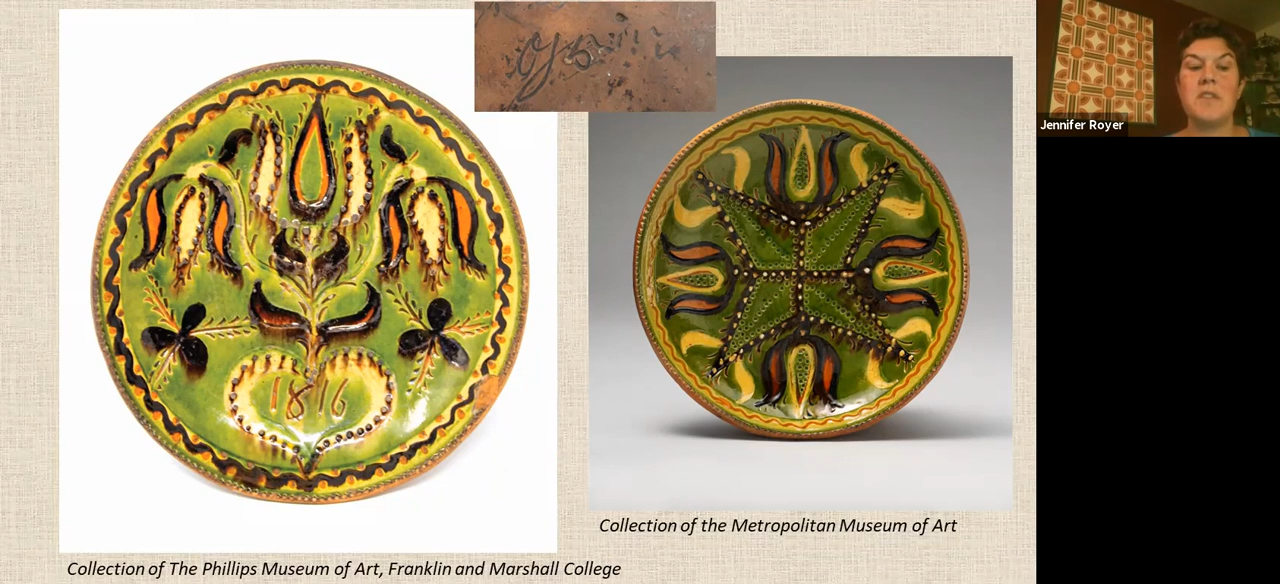 1816
Collection of the Metropolitan Museum of Art
Collection of The Phillips Museum of Art, Franklin and Marshall College
Jennifer Royer